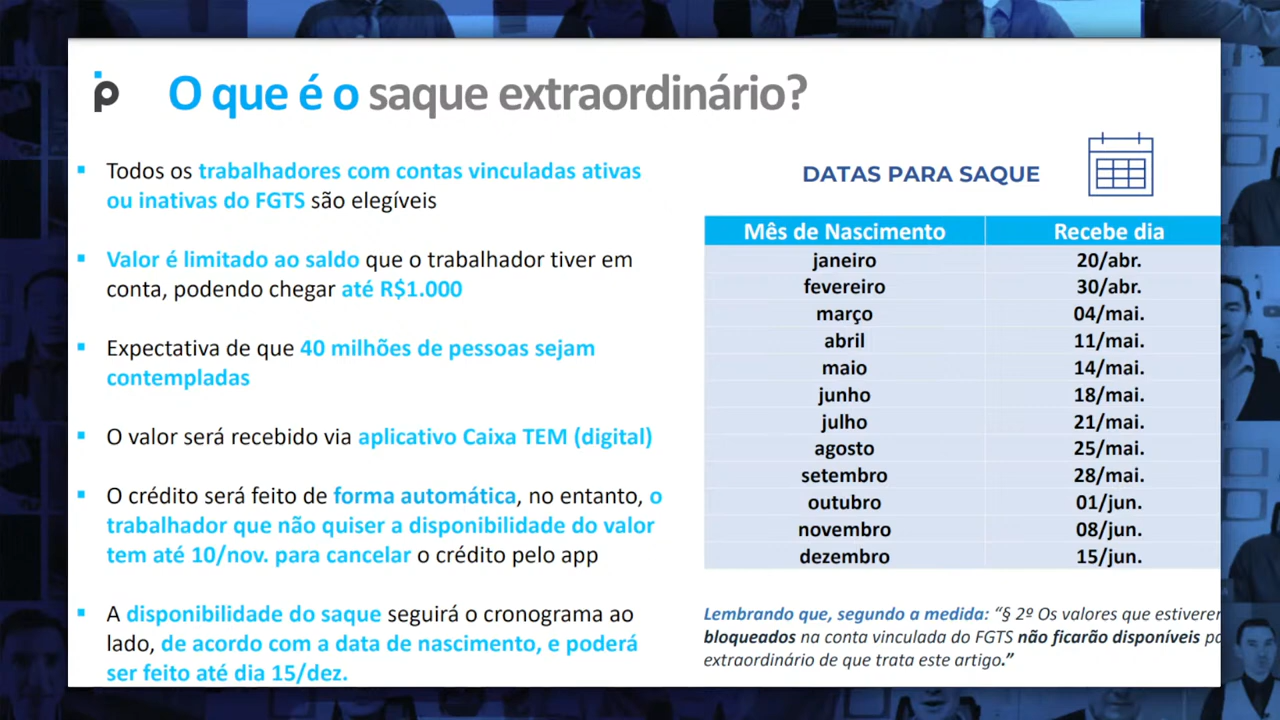 O que é o saque extraordinário?
Todos os trabalhadores com contas vinculadas ativas
ou inativas do FGTS são elegíveis
Valor é limitado ao saldo que o trabalhador tiver em
conta, podendo chegar até R$1.000
Expectativa de que 40 milhões de pessoas sejam
contempladas
O valor será recebido via aplicativo Caixa TEM (digital)
O crédito será feito de forma automática, no entanto, o
trabalhador que não quiser a disponibilidade do valor
tem até 10/nov. para cancelar o crédito pelo app
A disponibilidade do saque seguirá o cronograma ao
lado, de acordo com a data de nascimento, e poderá
ser feito até dia 15/dez.
DATAS PARA SAQUE
Mês de Nascimento Recebe dia
janeiro 20/abr.
fevereiro 30/abr.
março 04/mai.
abril 11/mai.
maio 14/mai.
junho 18/mai.
julho 21/mai.
agosto 25/mai.
setembro 28/mai.
outubro 01/jun.
novembro 08/jun.
dezembro 15/jun.
Lembrando que, segundo a medida: “§ 2º Os valores que
bloqueados na conta vinculada do FGTS não ficarão disponíveis
extraordinário de que trata este artigo.”